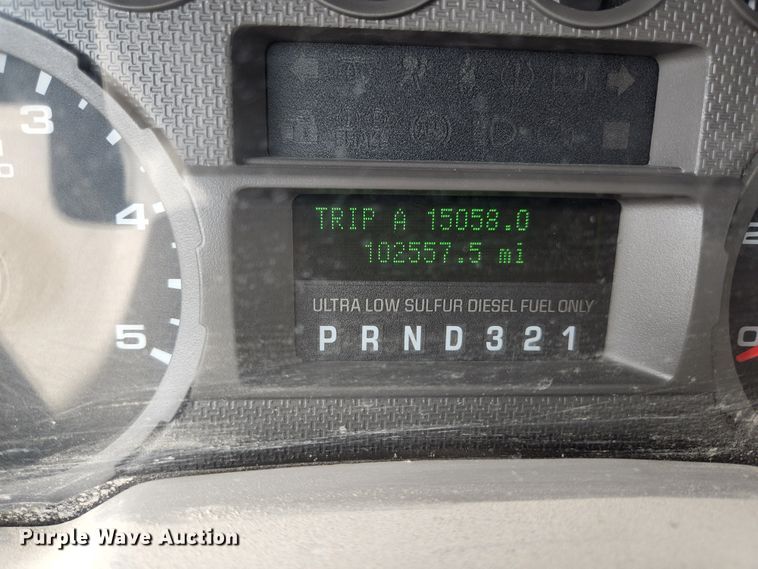 3
4
5
TRIP A 15058.0
102557.5 mi
ULTRA LOW SULFUR DIESEL FUEL ONLY
P R N D 3 2 1
0
Purple Wave Auction